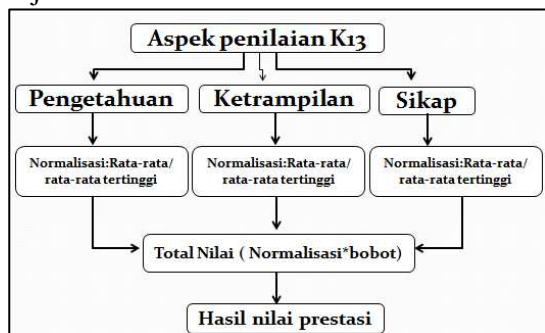 Aspek penilaian K13
Pengetahuan
Ketrampilan
Sikap
Normalisasi:Rata-rata/
rata-rata tertinggi
Normalisasi:Rata-rata/
rata-rata tertinggi
Normalisasi:Rata-rata/
rata-rata tertinggi
Total Nilai ( Normalisasi*bobot)
Hasil nilai prestasi